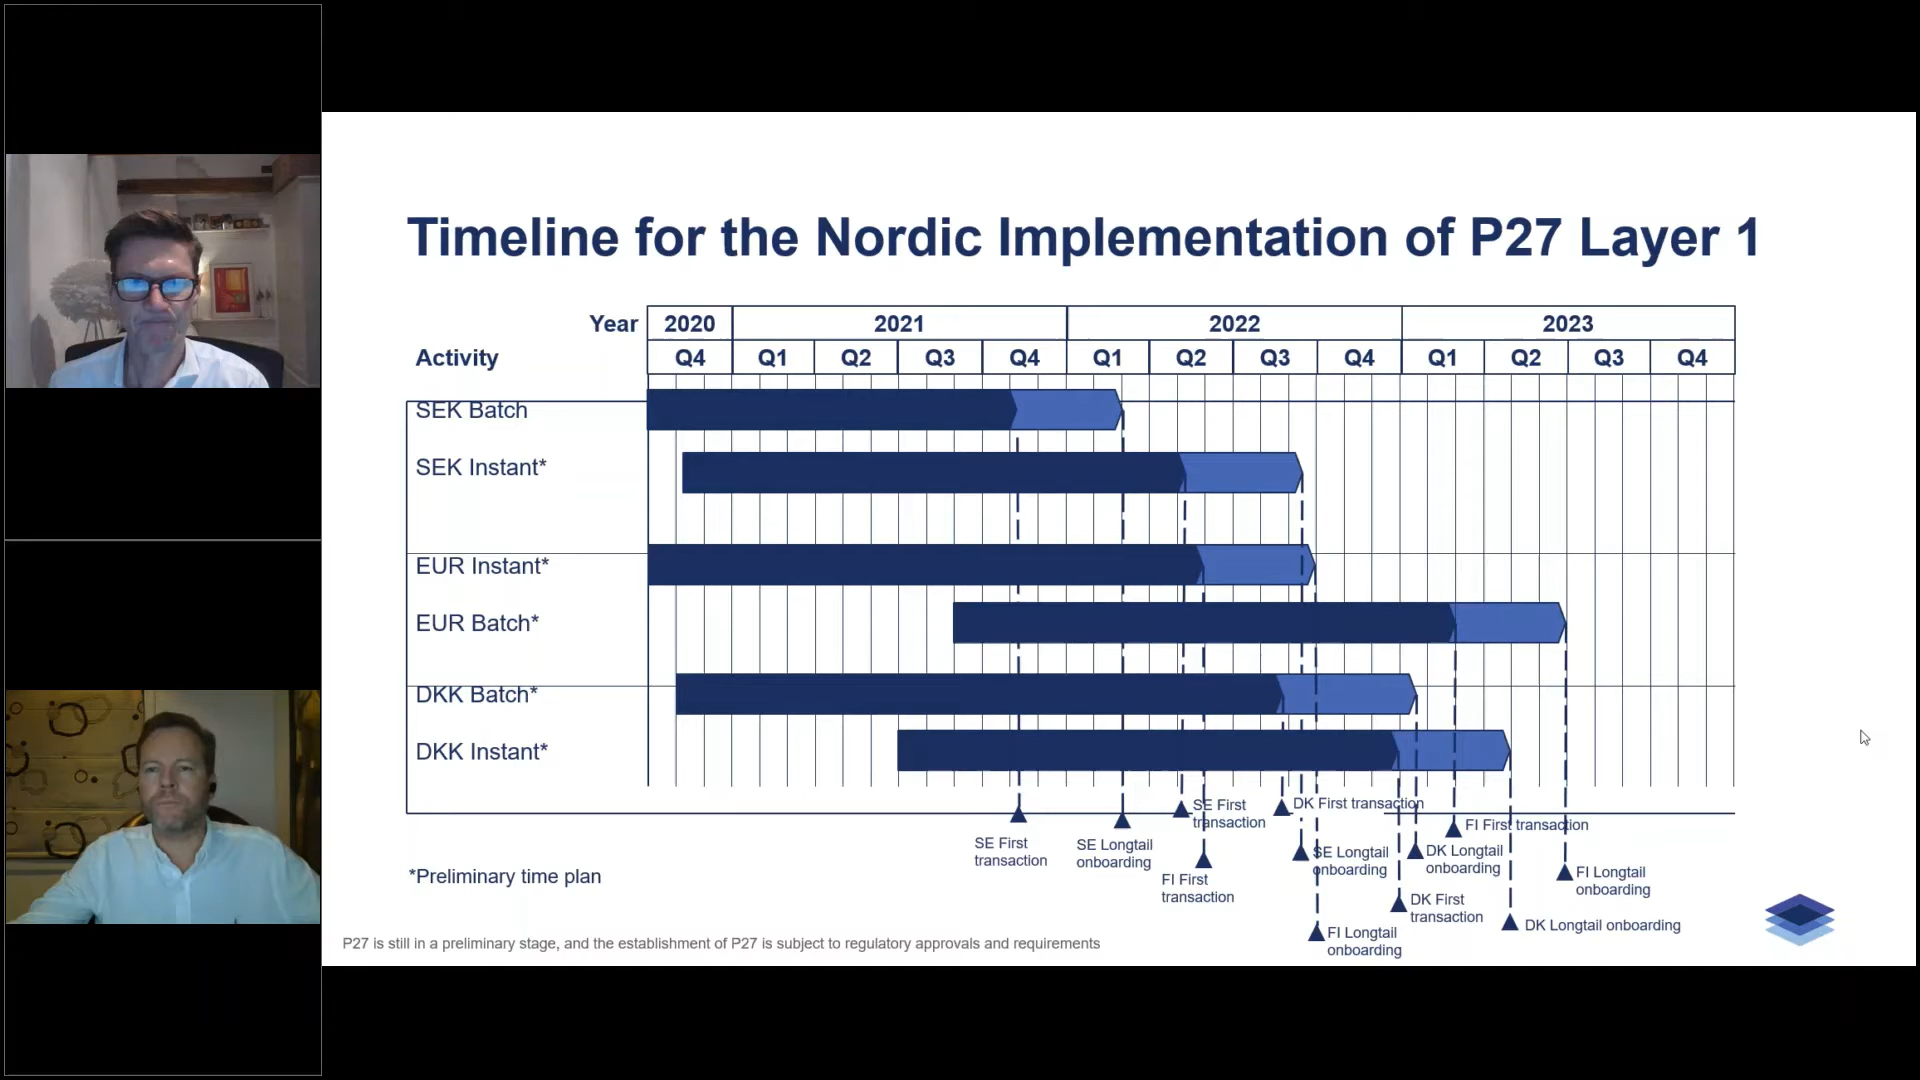 Timeline for the Nordic Implementation of P27 Layer 1
Year 2020 2021 2022 2023
Activity Q4 Q1 Q2 Q3 Q4 Q1 Q2 Q3 Q4 Q1 Q2 Q3 Q4
SEK Batch
SEK Instant*
EUR Instant*
EUR Batch*
DKK Batch*
DKK Instant*
SE First
transaction
SE Longtail
onboarding
SE First
transaction
FI First
transaction
DK First transaction
SE Longtail
onboarding
FI Longtail
onboarding
DK First
transaction
DK Longtail
onboarding
FI First transaction
DK Longtail onboarding
FI Longtail
onboarding
*Preliminary time plan
P27 is still in a preliminary stage, and the establishment of P27 is subject to regulatory approvals and requirements